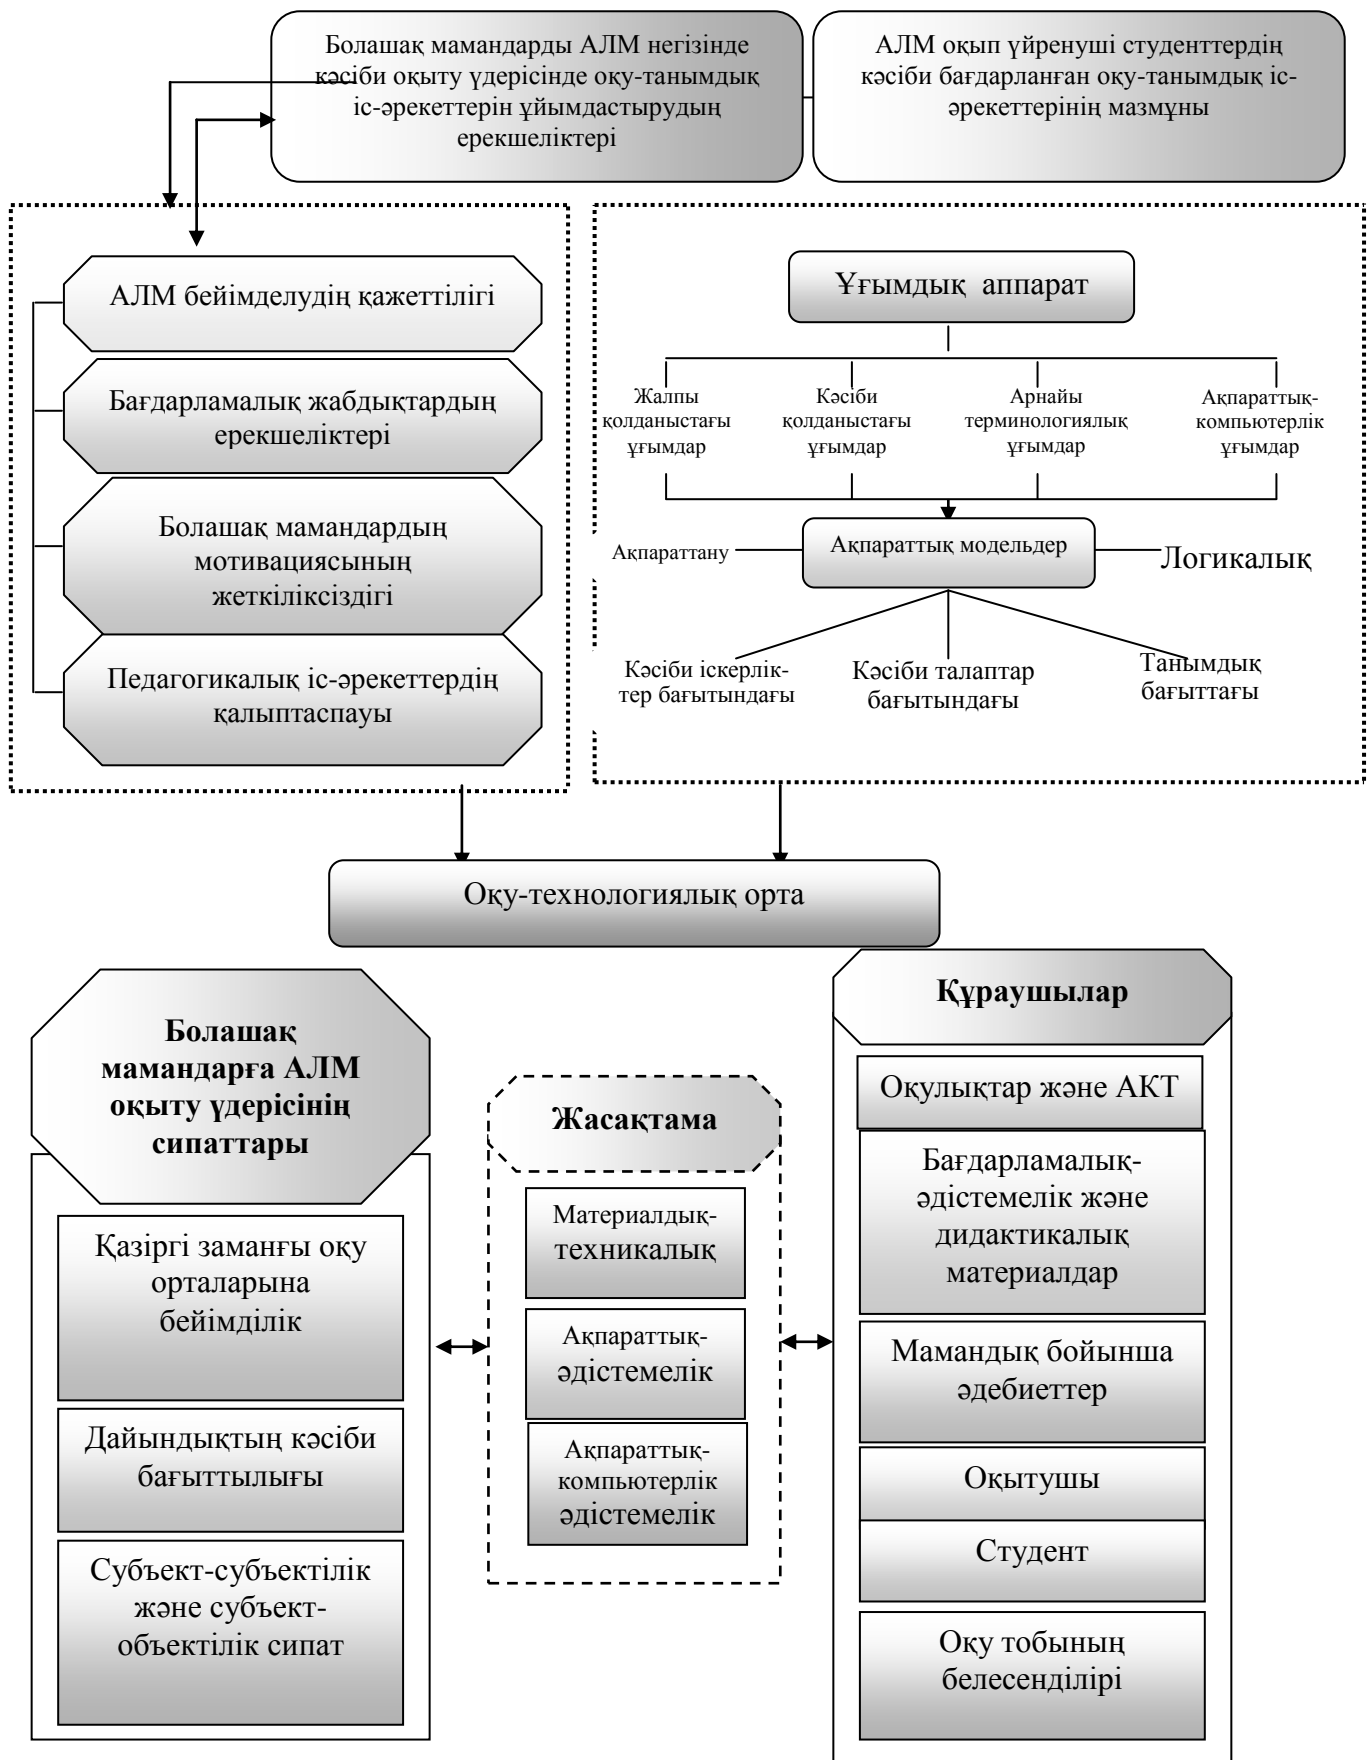 Болашақ мамандарды АЛМ негізінде
кәсіби оқыту үдерісінде оқу-танымдық
іс-әрекеттерін ұйымдастырудың
ерекшеліктері
АЛМ оқып үйренуші студенттердің
кәсіби бағдарланған оқу-танымдық іс-
әрекеттерінің мазмұны
АЛМ бейімделудің қажеттілігі
Бағдарламалық жабдықтардың
ерекшеліктері
Болашақ мамандардың
мотивациясының
жеткіліксіздігі
Педагогикалық іс-әрекеттердің
қалыптаспауы
Ұғымдық аппарат
Жалпы
қолданыстағы
ұғымдар
Кәсіби
қолданыстағы
ұғымдар
Арнайы
терминологиялық
ұғымдар
Ақпараттық-
компьютерлік
ұғымдар
Ақпараттану
Ақпараттық модельдер
Логикалық
Кәсіби іскерлік-
тер бағытындағы
Кәсіби талаптар
бағытындағы
Танымдық
бағыттағы
Оқу-технологиялық орта
Болашақ
мамандарға АЛМ
оқыту үдерісінің
сипаттары
Қазіргі заманғы оқу
орталарына
бейімділік
Дайындықтың кәсіби
бағыттылығы
Субъект-субъектілік
және субъект-
объектілік сипат
Жасақтама
Материалдық-
техникалық
Ақпараттық-
әдістемелік
Ақпараттық-
компьютерлік
әдістемелік
Құраушылар
Оқулықтар және АКТ
Бағдарламалық-
әдістемелік және
дидактикалық
материалдар
Мамандық бойынша
әдебиеттер
Оқытушы
Студент
Оқу тобының
белесенділірі